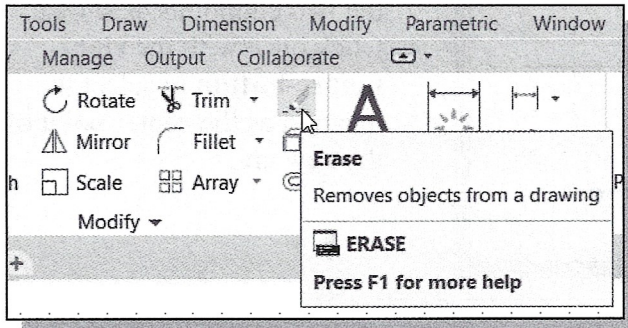 Tools Draw Dimension Modify Parametric Window
Manage Output Collaborate
Rotate Trim
A
Mirror Fillet
Erase
h Scale Array
Removes objects from a drawing
P
Modify
ERASE
Press F1 for more help